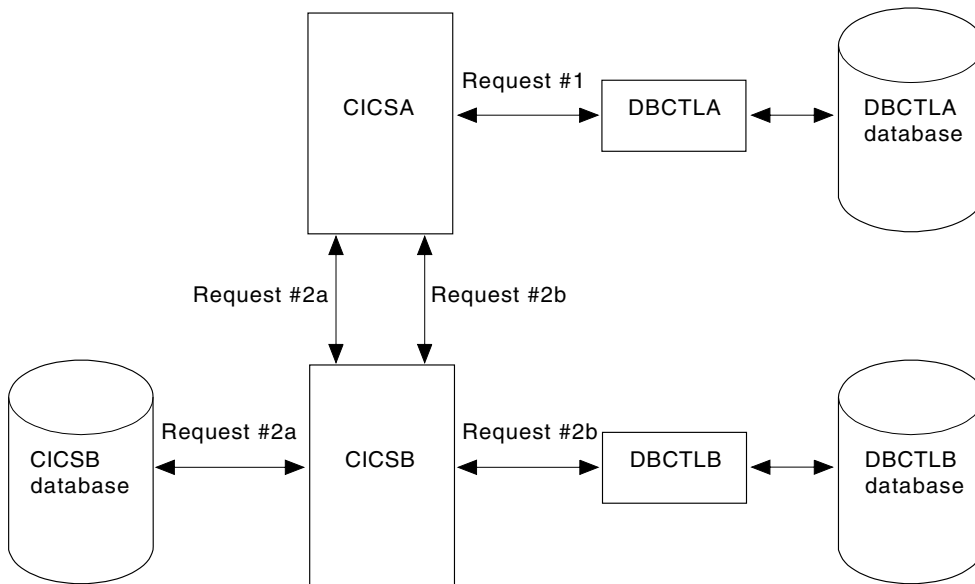 Request #1
CICSA
DBCTLA
DBCTLA
database
Request #2a
Request #2b
Request #2a
Request #2b
CICSB
database
CICSB
DBCTLB
DBCTLB
database